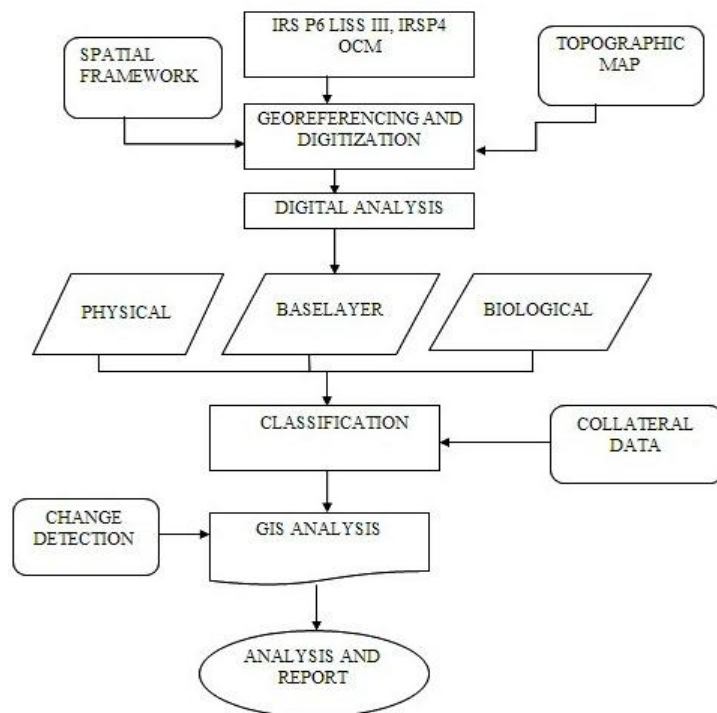 IRS P6 LISS III, IRSP4
OCM
SPATIAL
FRAMEWORK
TOPOGRAPHIC
MAP
GEOREFERENCING AND
DIGITIZATION
DIGITAL ANALYSIS
PHYSICAL
BASELAYER
BIOLOGICAL
CLASSIFICATION
COLLATERAL
DATA
CHANGE
DETECTION
GIS ANALYSIS
ANALYSIS AND
REPORT